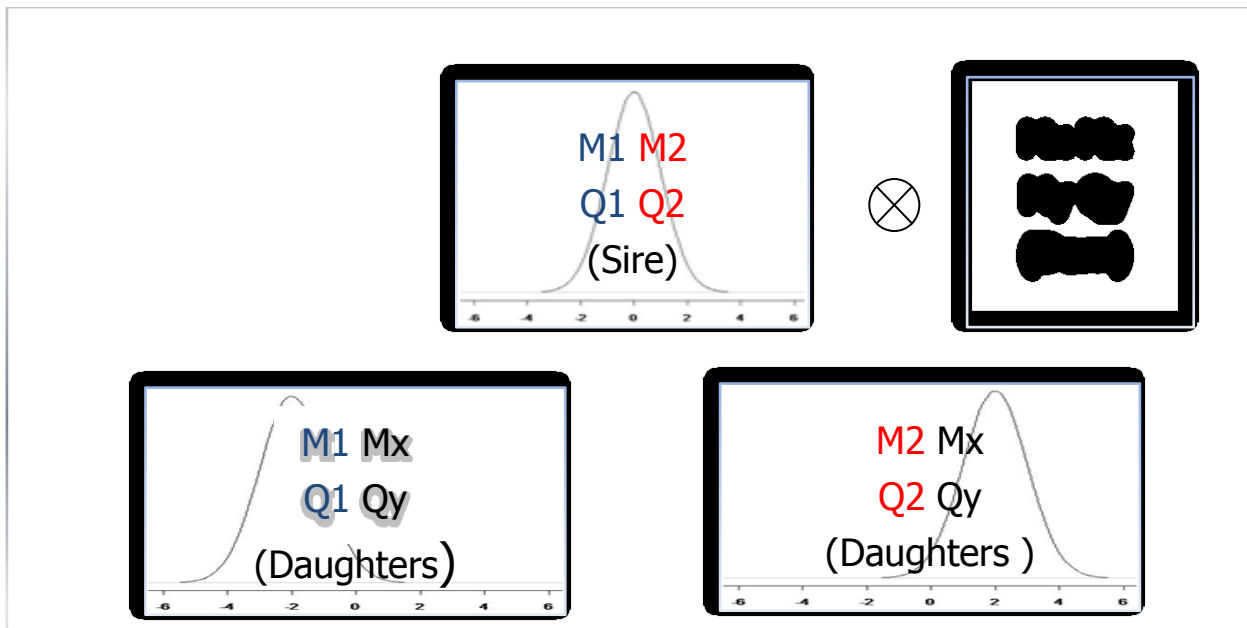 M1 M2
Q1 Q2
(Sire)
-6 -4 -2 0 2 4 6
M1 Mx
Q1 Qy
(Daughters)
-6 -4 -2 0 2 4 6
M2 Mx
Q2 Qy
(Daughters )
-6 -4 -2 0 2 4 6